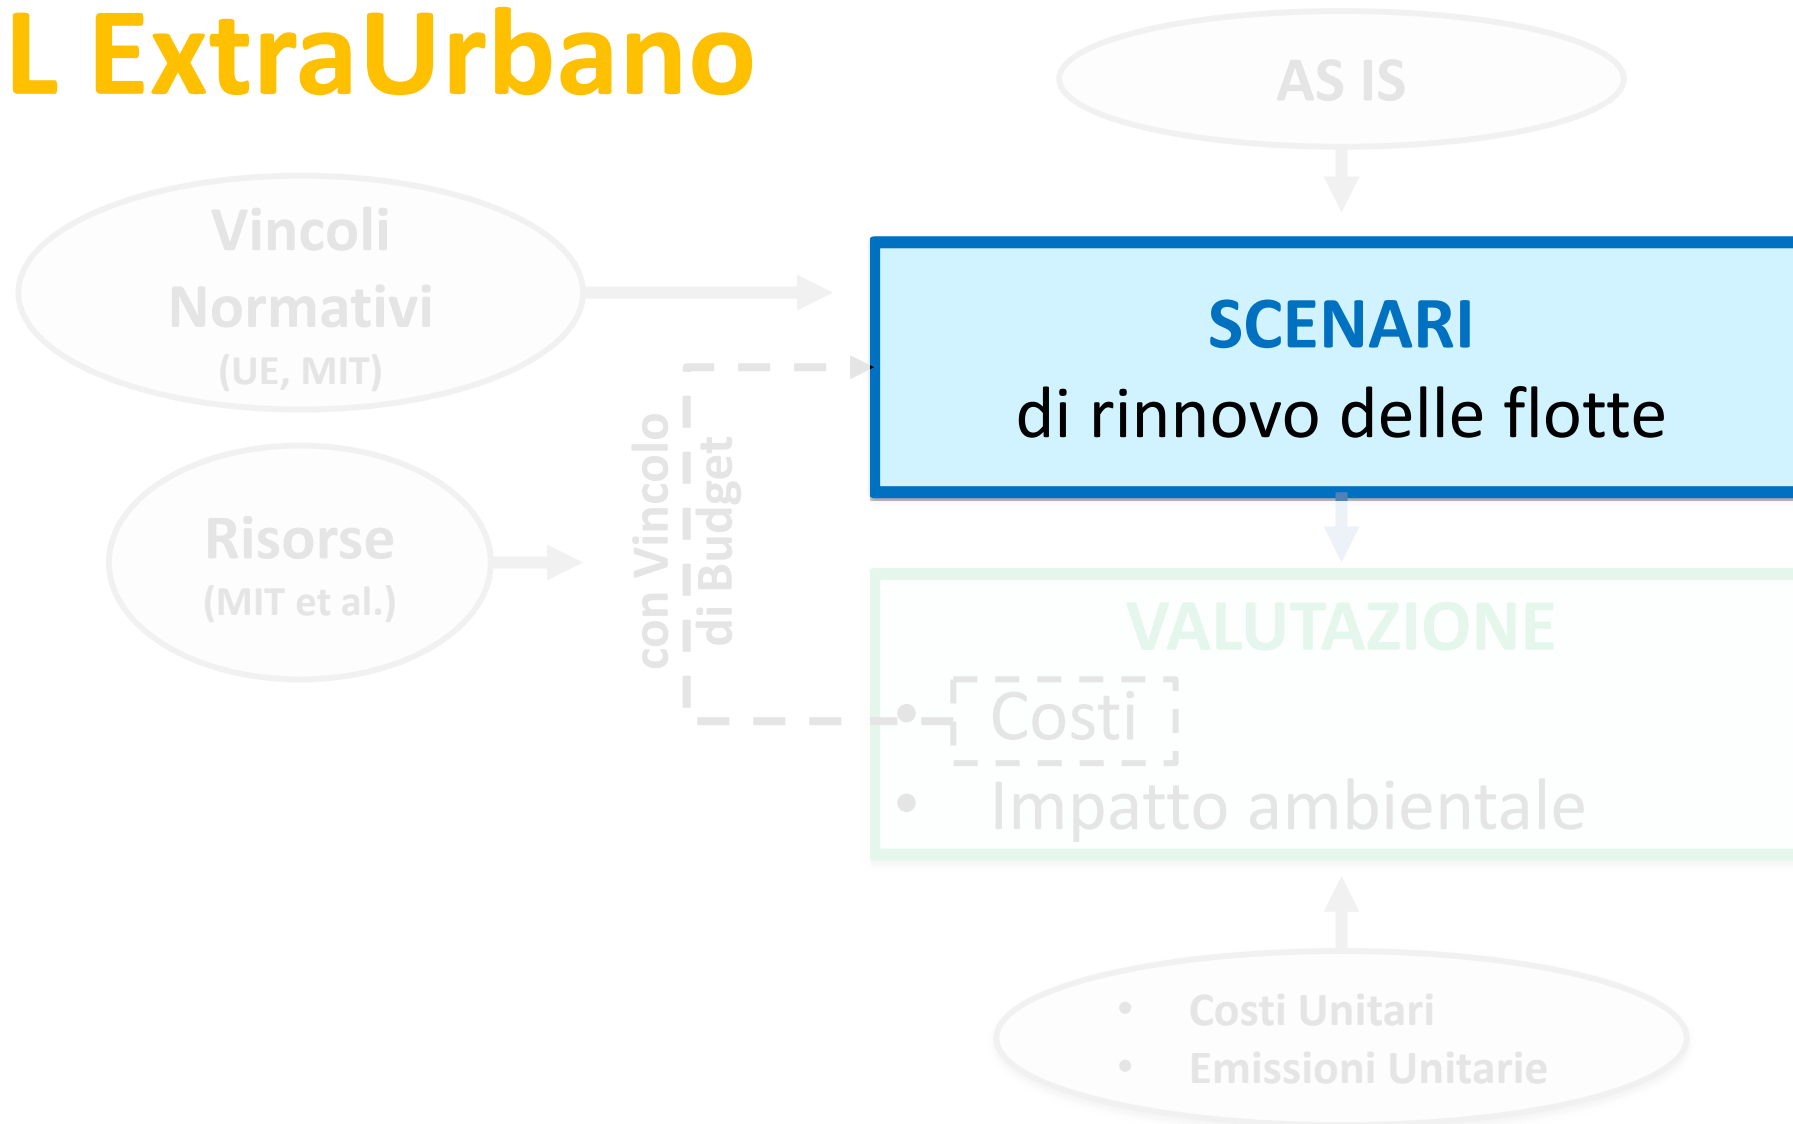 L ExtraUrbano
AS IS
Vincoli
Normativi
(UE, MIT)
SCENARI
di rinnovo delle flotte
Risorse
(MIT et al.)
con Vincolo
di Budget
VALUTAZIONE
• Costi
• Impatto ambientale
• Costi Unitari
• Emissioni Unitarie